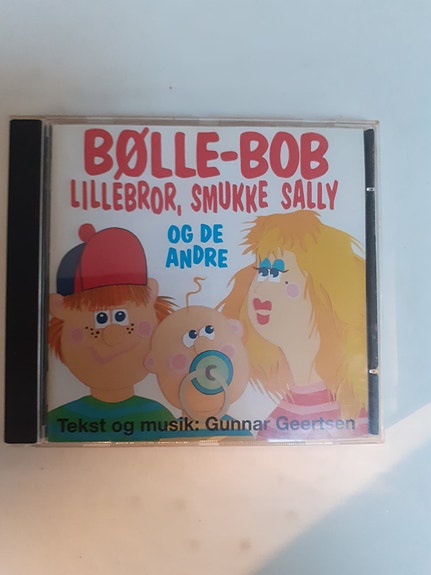 BØLLE-BOB
LILLEBROR, SMUKKE SALLY
OG DE
ANDRE
Tekst og musik: Gunnar Geertsen